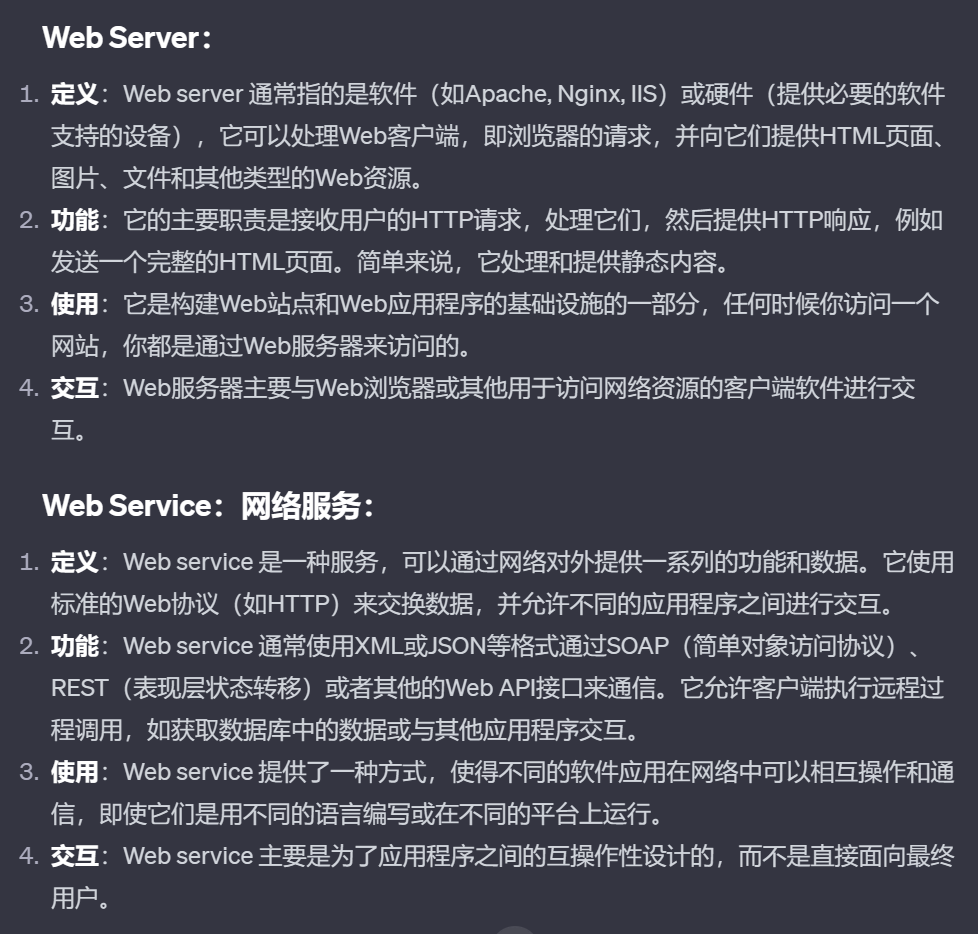 Web Server：
1. 定义：Web server 通常指的是软件（如Apache, Nginx, IIS）或硬件（提供必要的软件
支持的设备），它可以处理Web客户端，即浏览器的请求，并向它们提供HTML页面、
图片、文件和其他类型的Web资源。
2. 功能：它的主要职责是接收用户的HTTP请求，处理它们，然后提供HTTP响应，例如
发送一个完整的HTML页面。简单来说，它处理和提供静态内容。
3. 使用：它是构建Web站点和Web应用程序的基础设施的一部分，任何时候你访问一个
网站，你都是通过Web服务器来访问的。
4. 交互：Web服务器主要与Web浏览器或其他用于访问网络资源的客户端软件进行交
互。
Web Service：网络服务：
1. 定义：Web service 是一种服务，可以通过网络对外提供一系列的功能和数据。它使用
标准的Web协议（如HTTP）来交换数据，并允许不同的应用程序之间进行交互。
2. 功能：Web service 通常使用XML或JSON等格式通过SOAP（简单对象访问协议）、
REST（表现层状态转移）或者其他的Web API接口来通信。它允许客户端执行远程过
程调用，如获取数据库中的数据或与其他应用程序交互。
3. 使用：Web service 提供了一种方式，使得不同的软件应用在网络中可以相互操作和通
信，即使它们是用不同的语言编写或在不同的平台上运行。
4. 交互：Web service 主要是为了应用程序之间的互操作性设计的，而不是直接面向最终
用户。